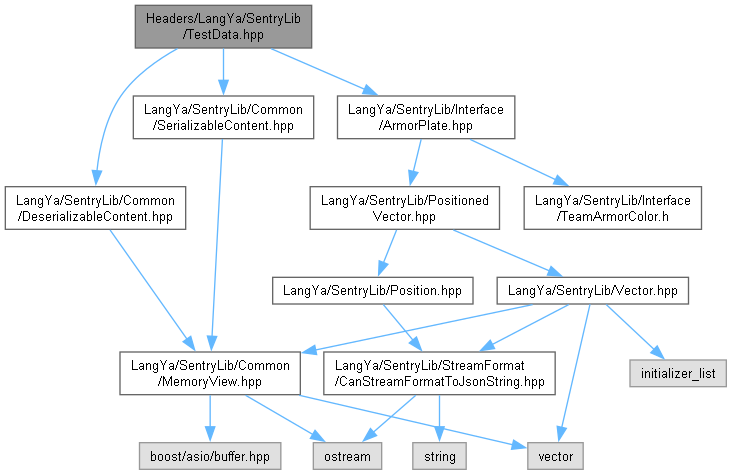 Headers/LangYa/SentryLib
/TestData.hpp
LangYa/SentryLib/Common
/SerializableContent.hpp
LangYa/SentryLib/Interface
/ArmorPlate.hpp
LangYa/SentryLib/Common
/DeserializableContent.hpp
LangYa/SentryLib/Positioned
Vector.hpp
LangYa/SentryLib/Interface
/TeamArmorColor.h
LangYa/SentryLib/Position.hpp
LangYa/SentryLib/Vector.hpp
LangYa/SentryLib/Common
/MemoryView.hpp
LangYa/SentryLib/StreamFormat
/CanStreamFormatToJsonString.hpp
initializer_list
boost/asio/buffer.hpp
ostream
string
vector